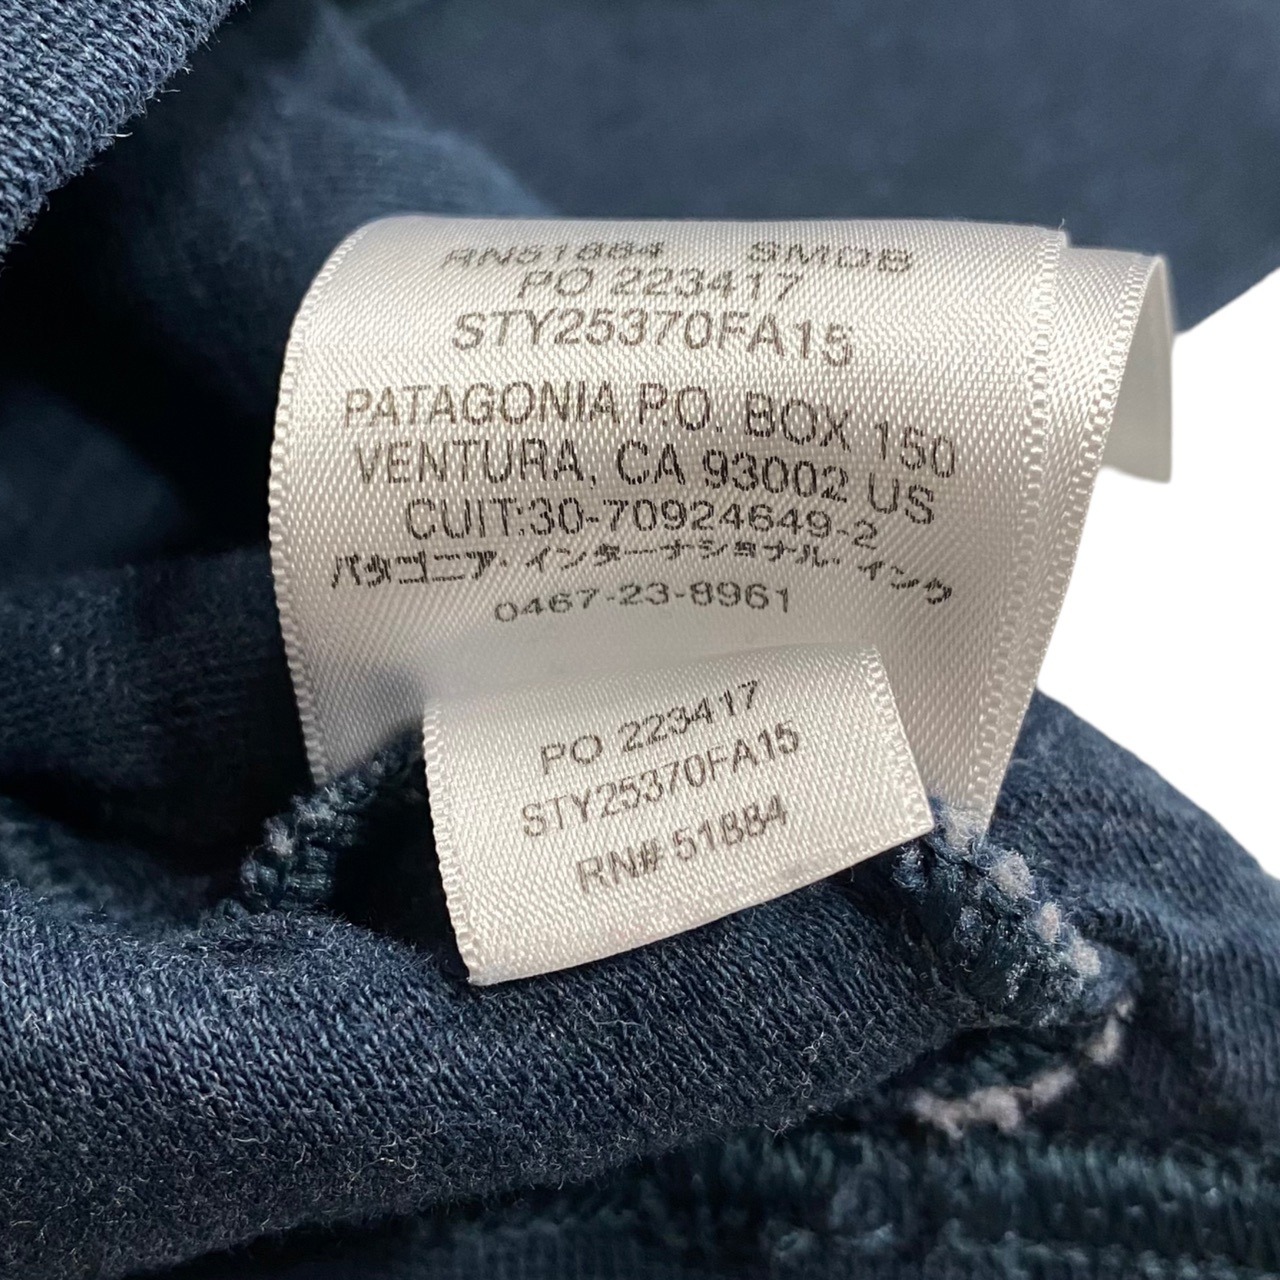 RN51884 SMDB
PO 223417
STY25370FA15
PATAGONIA P.O. BOX 150
VENTURA, CA 93002 US
CUIT:30-70924649-2
パタゴニア・インターナショナル・インク
0467-23-8961
PO 223417
STY25370FA15
RN# 51884